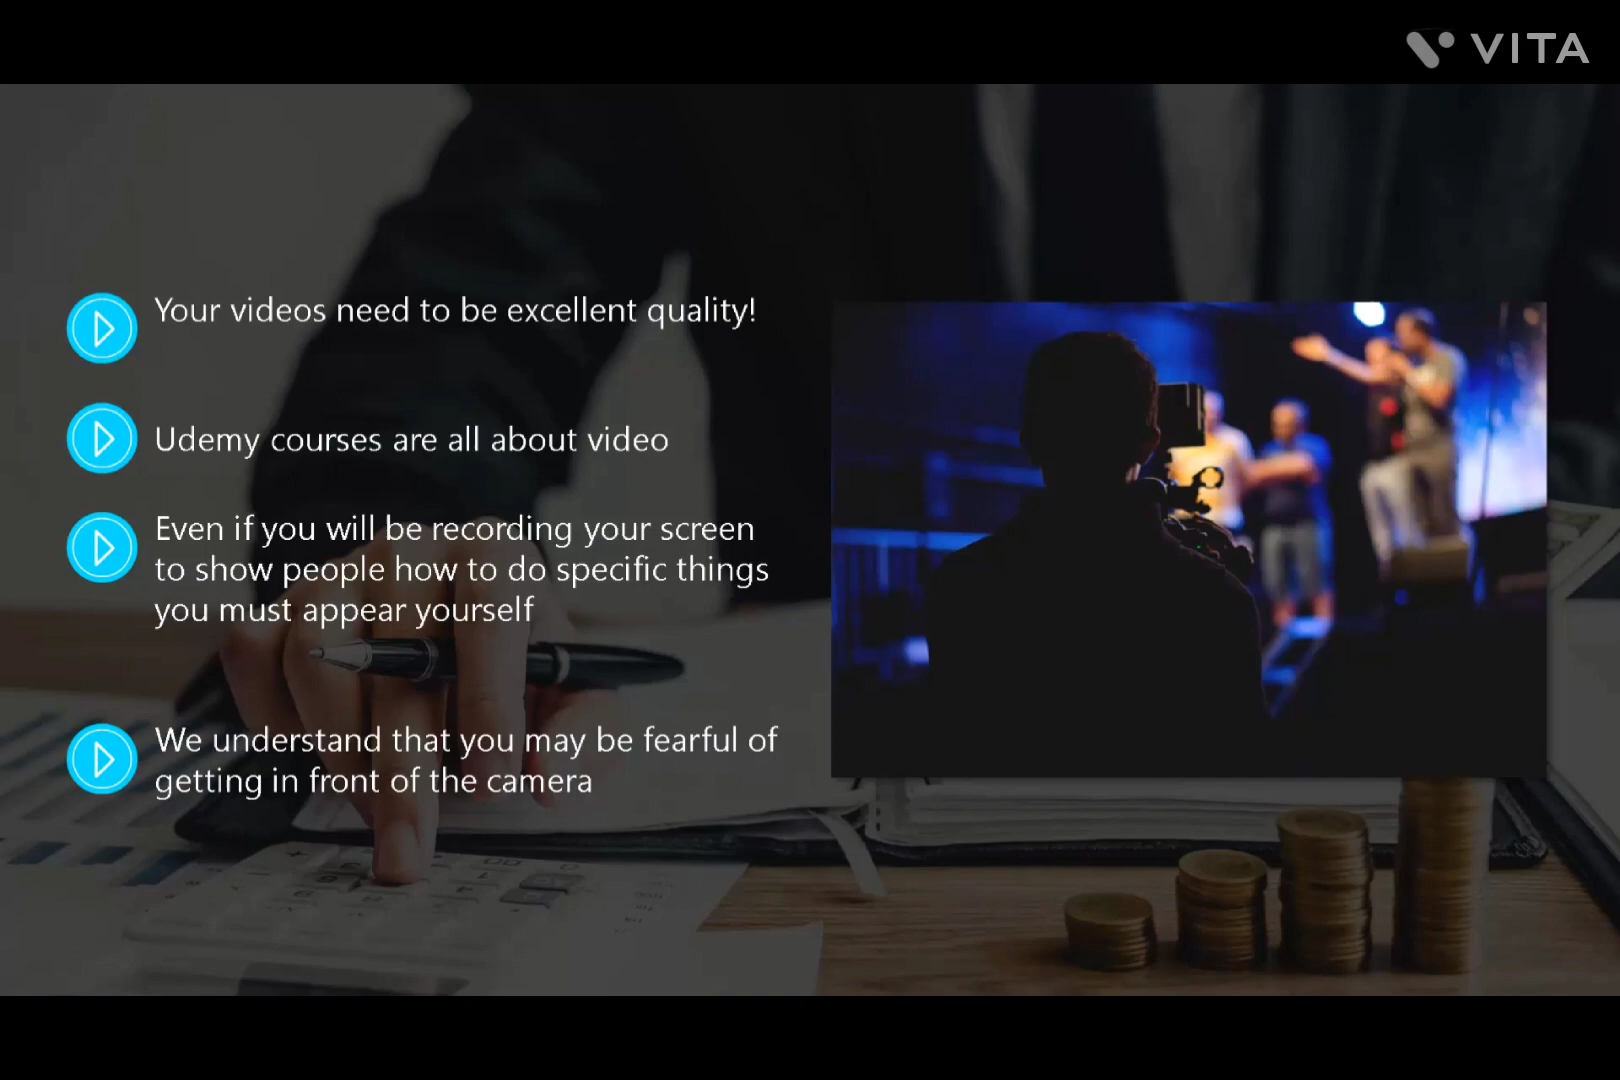 VITA
Your videos need to be excellent quality!
Udemy courses are all about video
Even if you will be recording your screen
to show people how to do specific things
you must appear yourself
We understand that you may be fearful of
getting in front of the camera